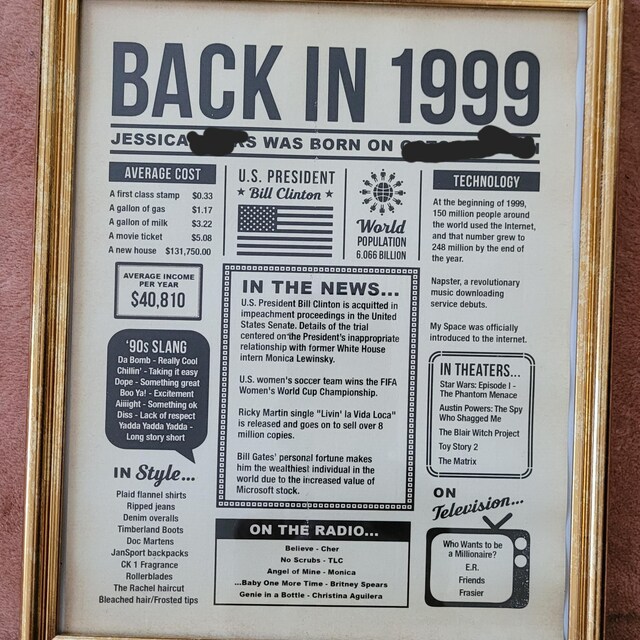 BACK IN 1999
JESSICA WAS BORN ON
AVERAGE COST
A first class stamp $0.33
A gallon of gas $1.17
A gallon of milk $3.22
A movie ticket $5.08
A new house $131,750.00
AVERAGE INCOME
PER YEAR
$40,810
U.S. PRESIDENT
Bill Clinton
World
POPULATION
6.066 BILLION
TECHNOLOGY
At the beginning of 1999,
150 million people around
the world used the Internet,
and that number grew to
248 million by the end of
the year.
Napster, a revolutionary
music downloading
service debuts.
My Space was officially
introduced to the internet.
IN THE NEWS...
U.S. President Bill Clinton is acquitted in
impeachment proceedings in the United
States Senate. Details of the trial
centered on the President's inappropriate
relationship with former White House
intern Monica Lewinsky.
U.S. women's soccer team wins the FIFA
Women's World Cup Championship.
Ricky Martin single "Livin' la Vida Loca"
is released and goes on to sell over 8
million copies.
Bill Gates' personal fortune makes
him the wealthiest individual in the
world due to the increased value of
Microsoft stock.
'90s SLANG
Da Bomb - Really Cool
Chillin' - Taking it easy
Dope - Something great
Boo Ya! - Excitement
Aiiight - Something ok
Diss - Lack of respect
Yadda Yadda Yadda -
Long story short
IN Style...
Plaid flannel shirts
Ripped jeans
Denim overalls
Timberland Boots
Doc Martens
JanSport backpacks
CK 1 Fragrance
Rollerblades
The Rachel haircut
Bleached hair/Frosted tips
ON THE RADIO...
Believe - Cher
No Scrubs - TLC
Angel of Mine - Monica
...Baby One More Time - Britney Spears
Genie in a Bottle - Christina Aguilera
IN THEATERS...
Star Wars: Episode I -
The Phantom Menace
Austin Powers: The Spy
Who Shagged Me
The Blair Witch Project
Toy Story 2
The Matrix
ON
Television...
Who Wants to be
a Millionaire?
E.R.
Friends
Frasier